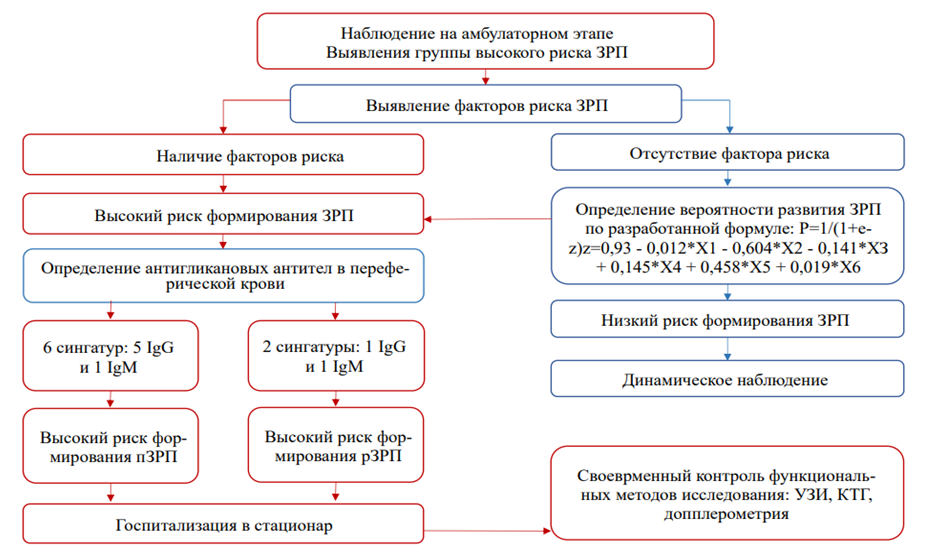 Наблюдение на амбулаторном этапе
Выявления группы высокого риска ЗРП
Выявление факторов риска ЗРП
Наличие факторов риска
Отсутствие фактора риска
Высокий риск формирования ЗРП
Определение вероятности развития ЗРП
по разработанной формуле: P=1/(1+e-
z)z=0,93 - 0,012*X1 - 0,604*X2 - 0,141*X3
+ 0,145*X4 + 0,458*X5 + 0,019*X6
Определение антигликановых антител в перефе-
рической крови
Низкий риск формирования ЗРП
6 сингатур: 5 IgG
и 1 IgM
2 сингатуры: 1 IgG
и 1 IgM
Динамическое наблюдение
Высокий риск фор-
мирования пЗРП
Высокий риск фор-
мирования рЗРП
Своеврменный контроль функциональ-
ных методов исследования: УЗИ, КТГ,
допплерометрия
Госпитализация в стационар